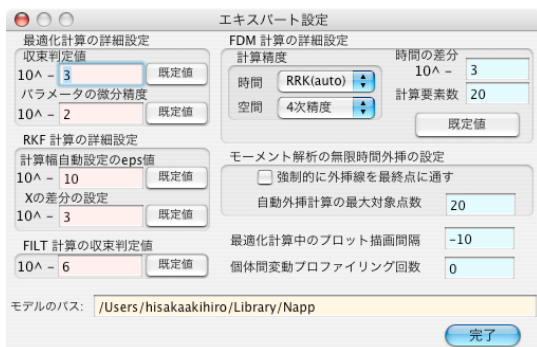 エキスパート設定
最適化計算の詳細設定
収束判定値
10^ – 3 既定値
パラメータの微分精度
10^ – 2 既定値
RKF 計算の詳細設定
計算幅自動設定のeps値
10^ – 10 既定値
Xの差分の設定
10^ – 3 既定値
FILT 計算の収束判定値
10^ – 6 既定値
FDM 計算の詳細設定
計算精度
時間 RRK(auto)
空間 4次精度
時間の差分
10^ – 3
計算要素数 20
既定値
モーメント解析の無限時間外挿の設定
強制的に外挿線を最終点に通す
自動外挿計算の最大対象点数 20
最適化計算中のプロット描画間隔 -10
個体間変動プロファイリング回数 0
モデルのパス: /Users/hisakaakihiro/Library/Napp
完了